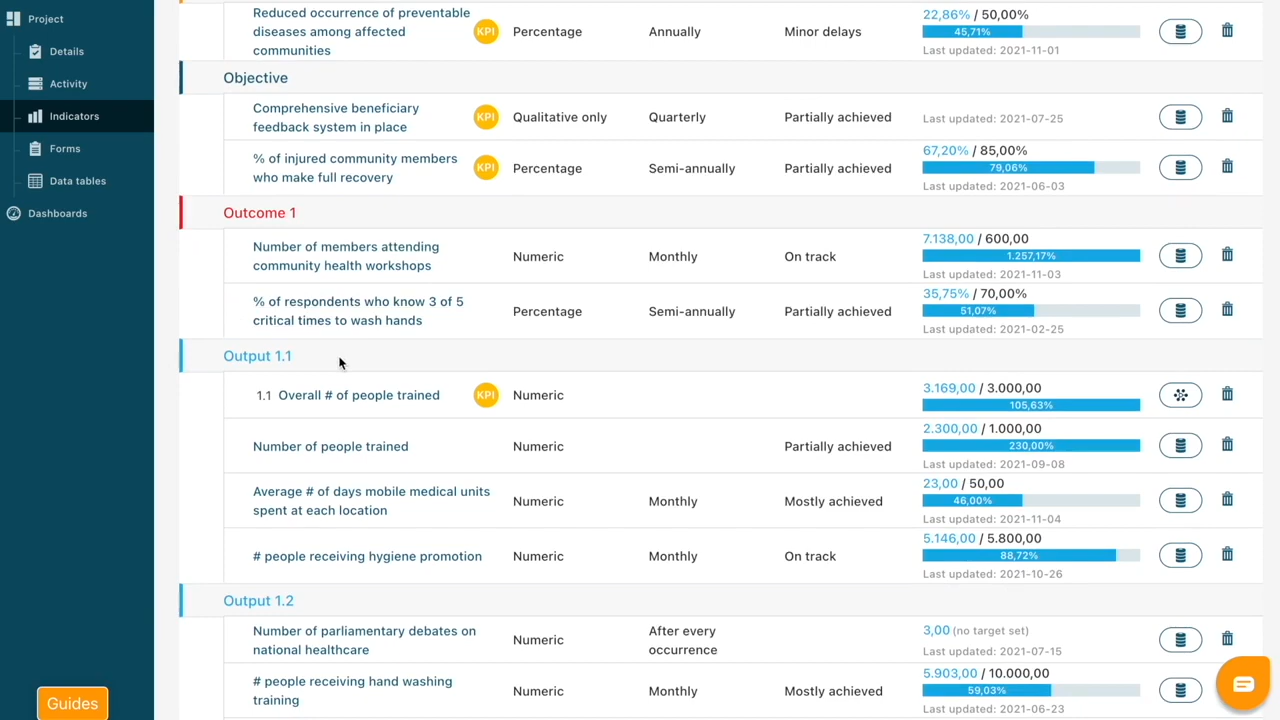 Project
Details
Activity
Indicators
Forms
Data tables
Dashboards
Guides
Reduced occurrence of preventable
diseases among affected
communities
KPI
Percentage
Annually
Minor delays
22,86% / 50,00%
45,71%
Last updated: 2021-11-01
Objective
Comprehensive beneficiary
feedback system in place
KPI
Qualitative only
Quarterly
Partially achieved
Last updated: 2021-07-25
% of injured community members
who make full recovery
KPI
Percentage
Semi-annually
Partially achieved
67,20% / 85,00%
79,06%
Last updated: 2021-06-03
Outcome 1
Number of members attending
community health workshops
Numeric
Monthly
On track
7.138,00 / 600,00
1.257,17%
Last updated: 2021-11-03
% of respondents who know 3 of 5
critical times to wash hands
Percentage
Semi-annually
Partially achieved
35,75% / 70,00%
51,07%
Last updated: 2021-02-25
Output 1.1
1.1 Overall # of people trained
KPI
Numeric
3.169,00 / 3.000,00
105,63%
Number of people trained
Numeric
Partially achieved
2.300,00 / 1.000,00
230,00%
Last updated: 2021-09-08
Average # of days mobile medical units
spent at each location
Numeric
Monthly
Mostly achieved
23,00 / 50,00
46,00%
Last updated: 2021-11-04
# people receiving hygiene promotion
Numeric
Monthly
On track
5.146,00 / 5.800,00
88,72%
Last updated: 2021-10-26
Output 1.2
Number of parliamentary debates on
national healthcare
Numeric
After every
occurrence
3,00 (no target set)
Last updated: 2021-07-15
# people receiving hand washing
training
Numeric
Monthly
Mostly achieved
5.903,00 / 10.000,00
59,03%
Last updated: 2021-06-23